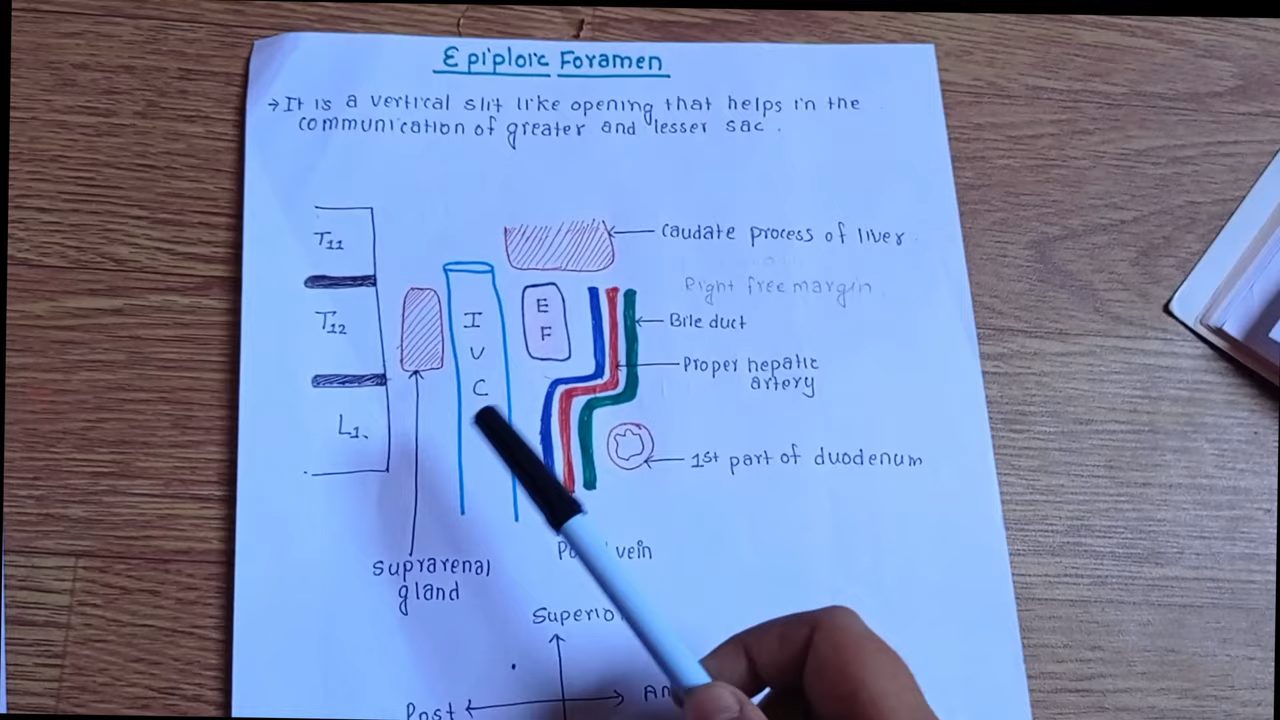 Epiploic Foramen
→ It is a vertical slit like opening that helps in the
communication of greater and lesser sac.
T11
Caudate process of liver
Right free margin
E
F
T12
I
V
C
Bile duct
Proper hepatic
artery
L1.
1st part of duodenum
vein
suprarenal
gland
Post